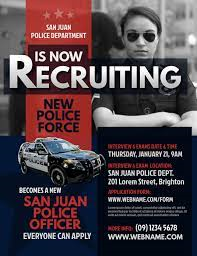 SAN JUAN
POLICE DEPARTMENT
IS NOW
RECRUITING
NEW
POLICE
FORCE
INTERVIEW & EXAMS DATE & TIME
THURSDAY, JANUARY 21, 9AM
INTERVIEW & EXAM LOCATION:
SAN JUAN POLICE DEPT.
201 Lorem Street, Brighton
APPLICATION FORM:
WWW.WEBNAME.COM/FORM
BECOMES A NEW
SAN JUAN
POLICE
OFFICER
EVERYONE CAN APPLY
MORE INFO: (09) 1234 5678
WWW.WEBNAME.COM